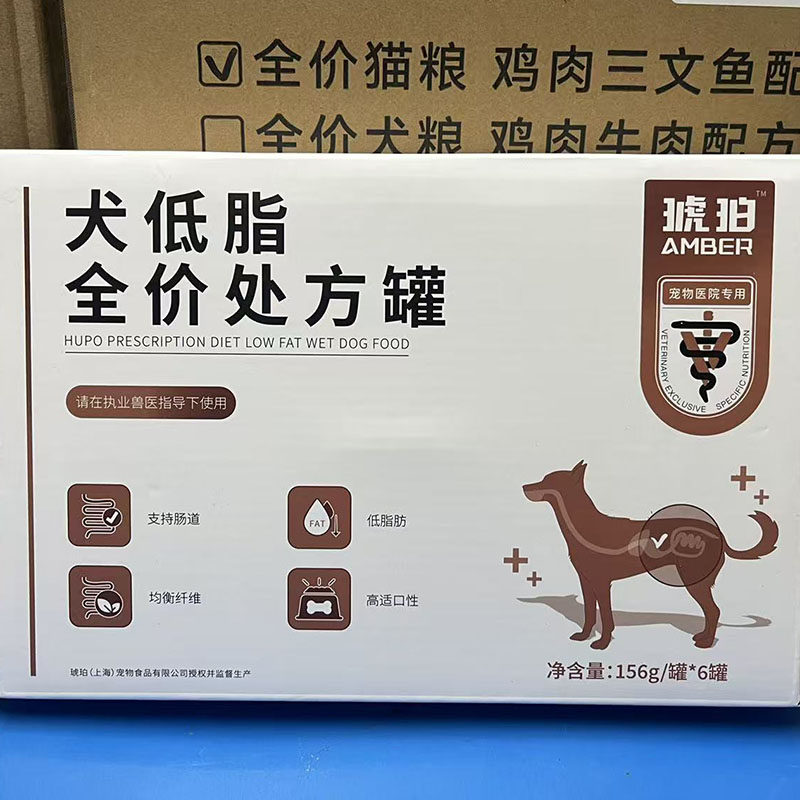 全价猫粮 鸡肉三文鱼配
全价犬粮 鸡肉牛肉配方
犬低脂
全价处方罐
HUPO PRESCRIPTION DIET LOW FAT WET DOG FOOD
请在执业兽医指导下使用
琥珀 TM
AMBER
宠物医院专用
VETERINARY EXCLUSIVE SPECIFIC NUTRITION
支持肠道
FAT
低脂肪
均衡纤维
高适口性
琥珀(上海)宠物食品有限公司授权并监督生产
净含量:156g/罐*6罐